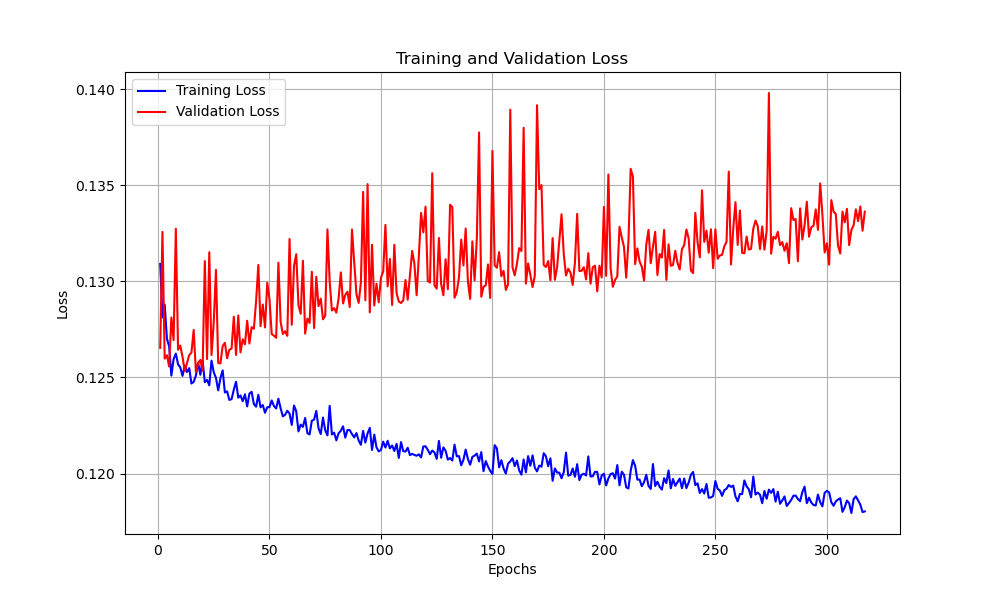 Training and Validation Loss
Training Loss
Validation Loss
0.140
0.135
0.130
0.125
0.120
Loss
0 50 100 150 200 250 300
Epochs